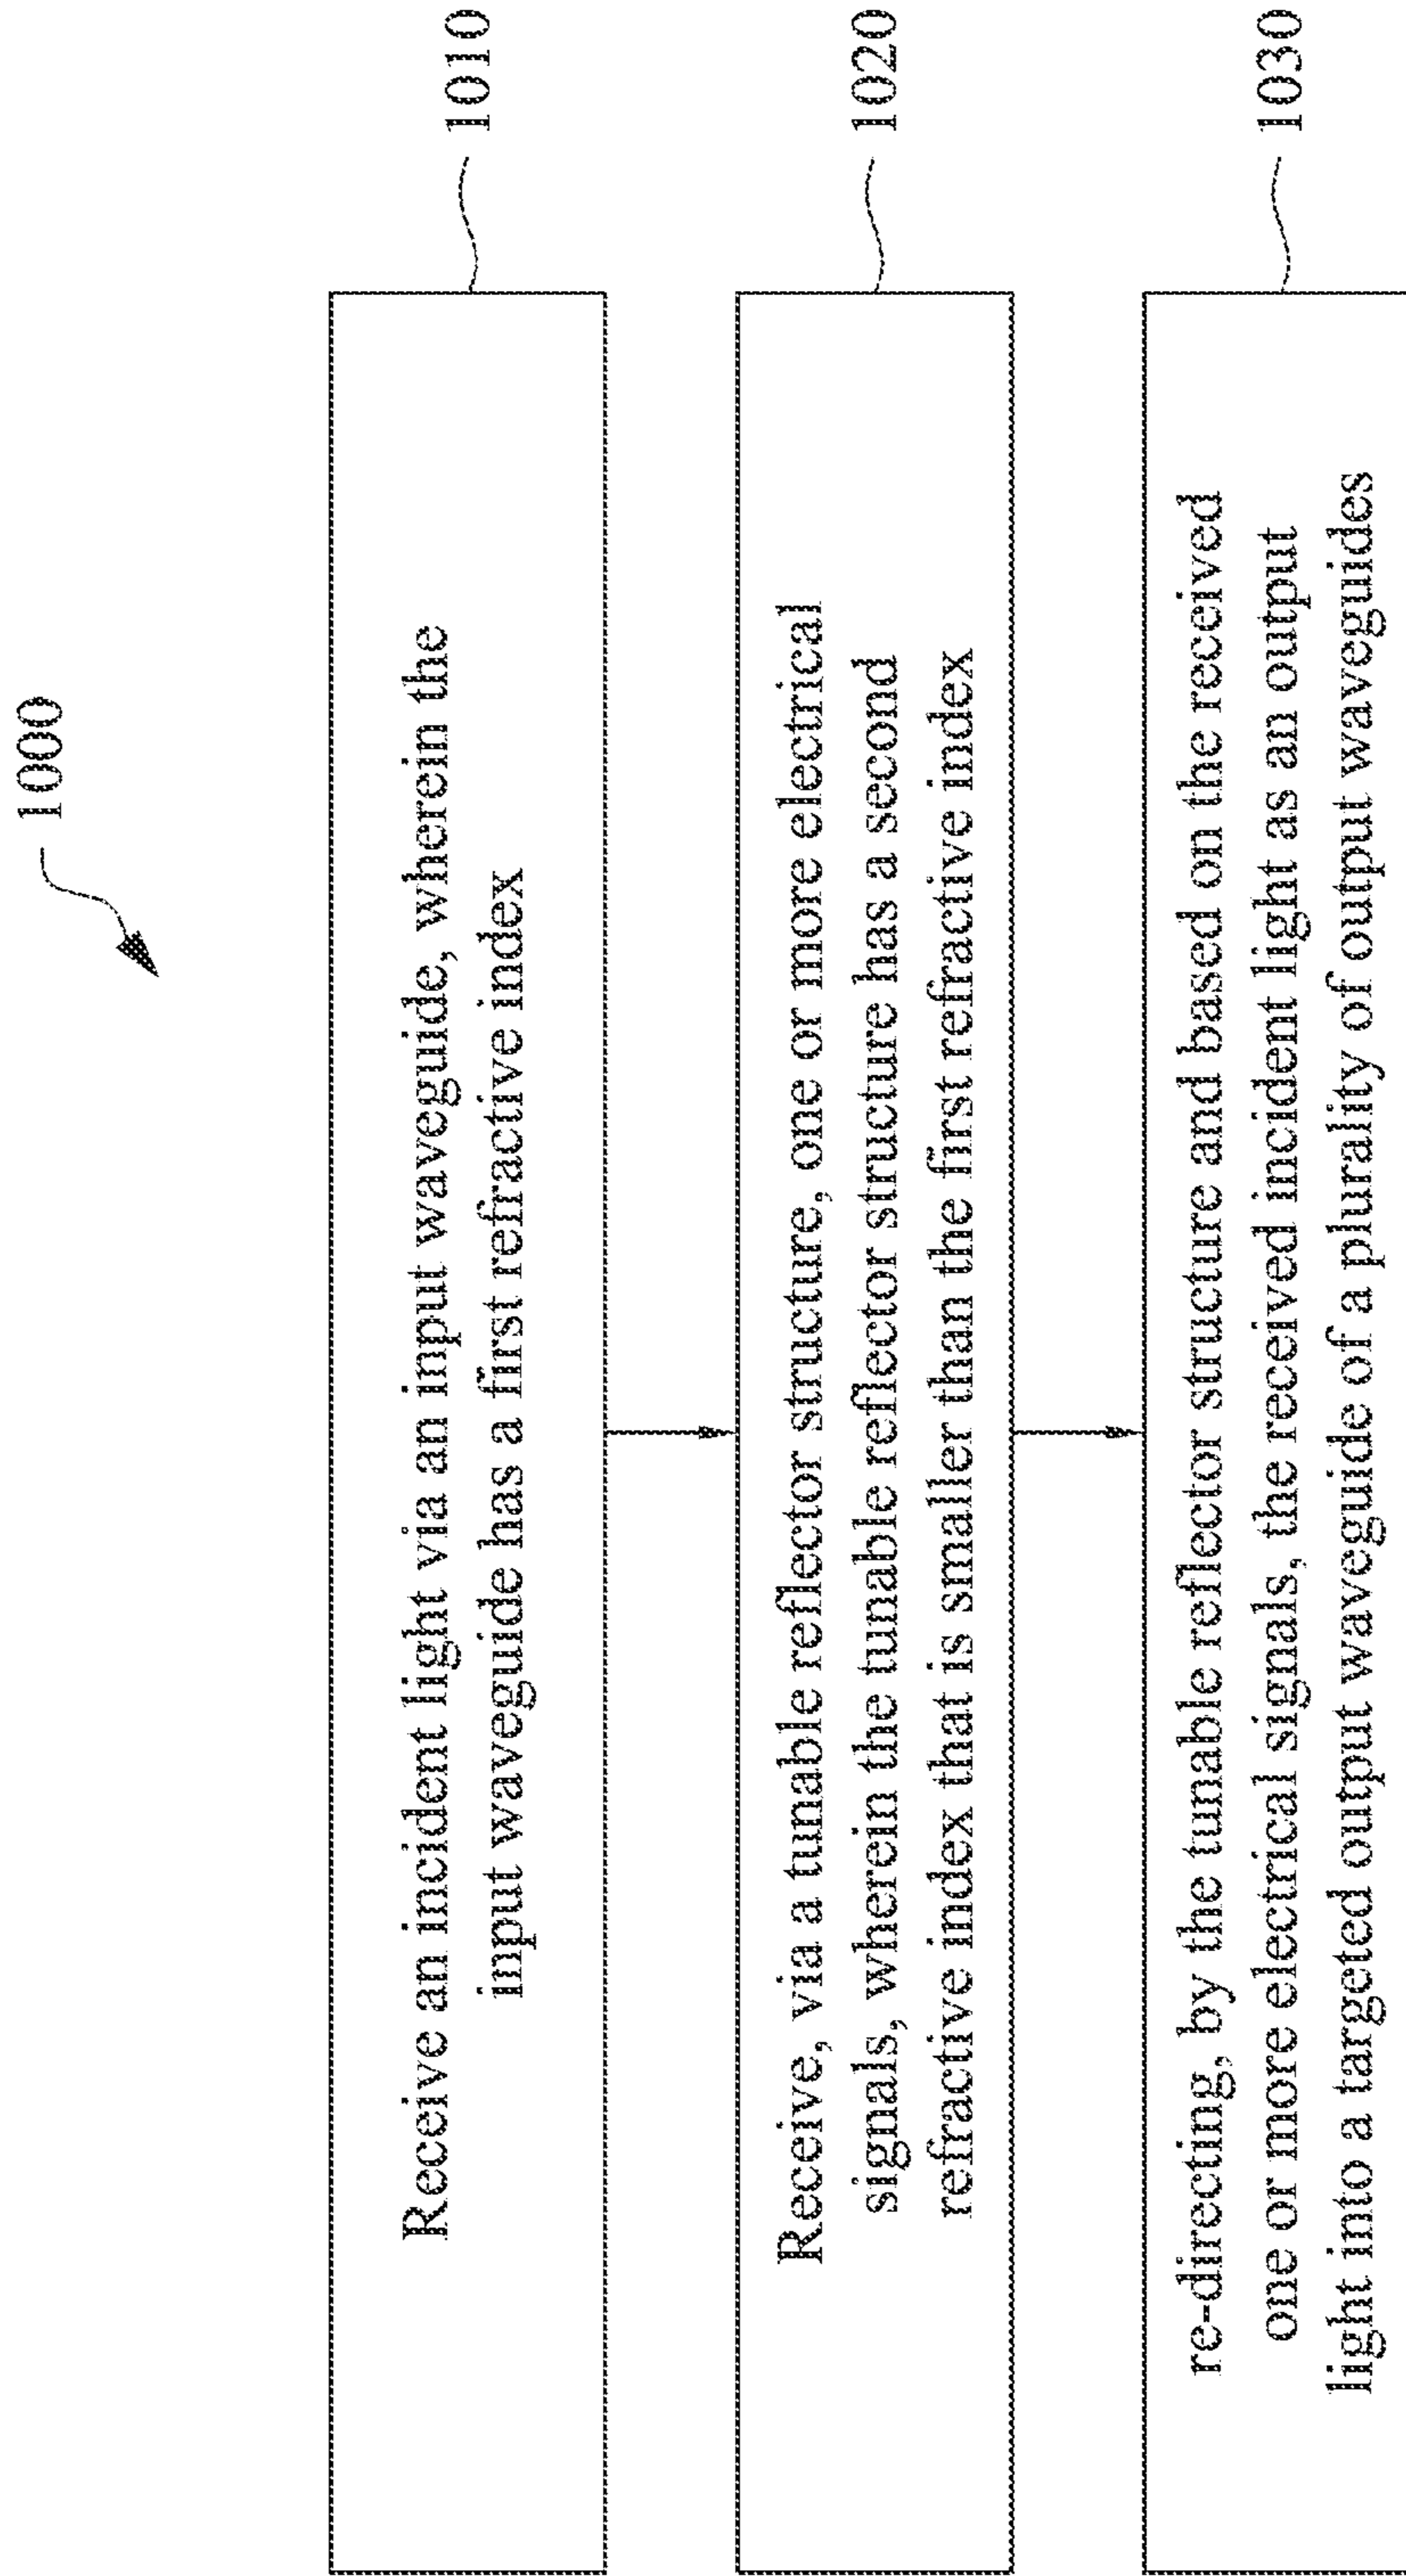 1000
Receive an incident light via an input waveguide, wherein the
input waveguide has a first refractive index
1010
Receive, via a tunable reflector structure, one or more electrical
signals, wherein the tunable reflector structure has a second
refractive index that is smaller than the first refractive index
1020
re-directing, by the tunable reflector structure and based on the received
one or more electrical signals, the received incident light as an output
light into a targeted output waveguide of a plurality of output waveguides
1030